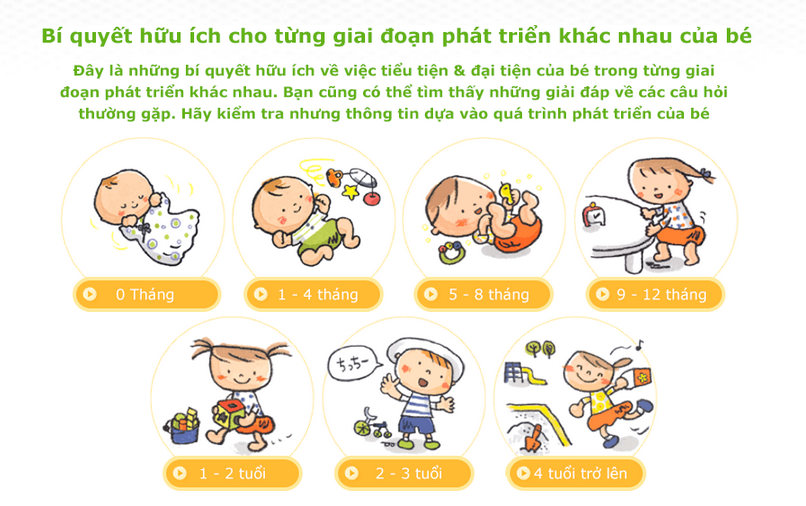 Bí quyết hữu ích cho từng giai đoạn phát triển khác nhau của bé
Đây là những bí quyết hữu ích về việc tiểu tiện & đại tiện của bé trong từng giai
đoạn phát triển khác nhau. Bạn cũng có thể tìm thấy những giải đáp về các câu hỏi
thường gặp. Hãy kiểm tra nhưng thông tin dựa vào quá trình phát triển của bé
0 Tháng
1 - 4 tháng
5 - 8 tháng
9 - 12 tháng
ちっちー
1 - 2 tuổi
2 - 3 tuổi
4 tuổi trở lên